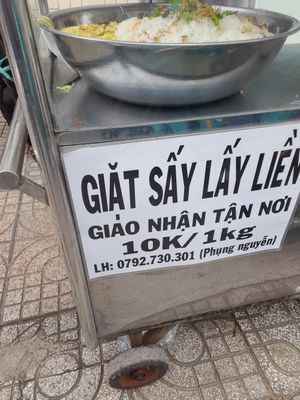 GIẶT SẤY LẤY LIỀN
GIAO NHẬN TẬN NƠI
10K/1kg
LH: 0792.730.301 (Phụng nguyễn)